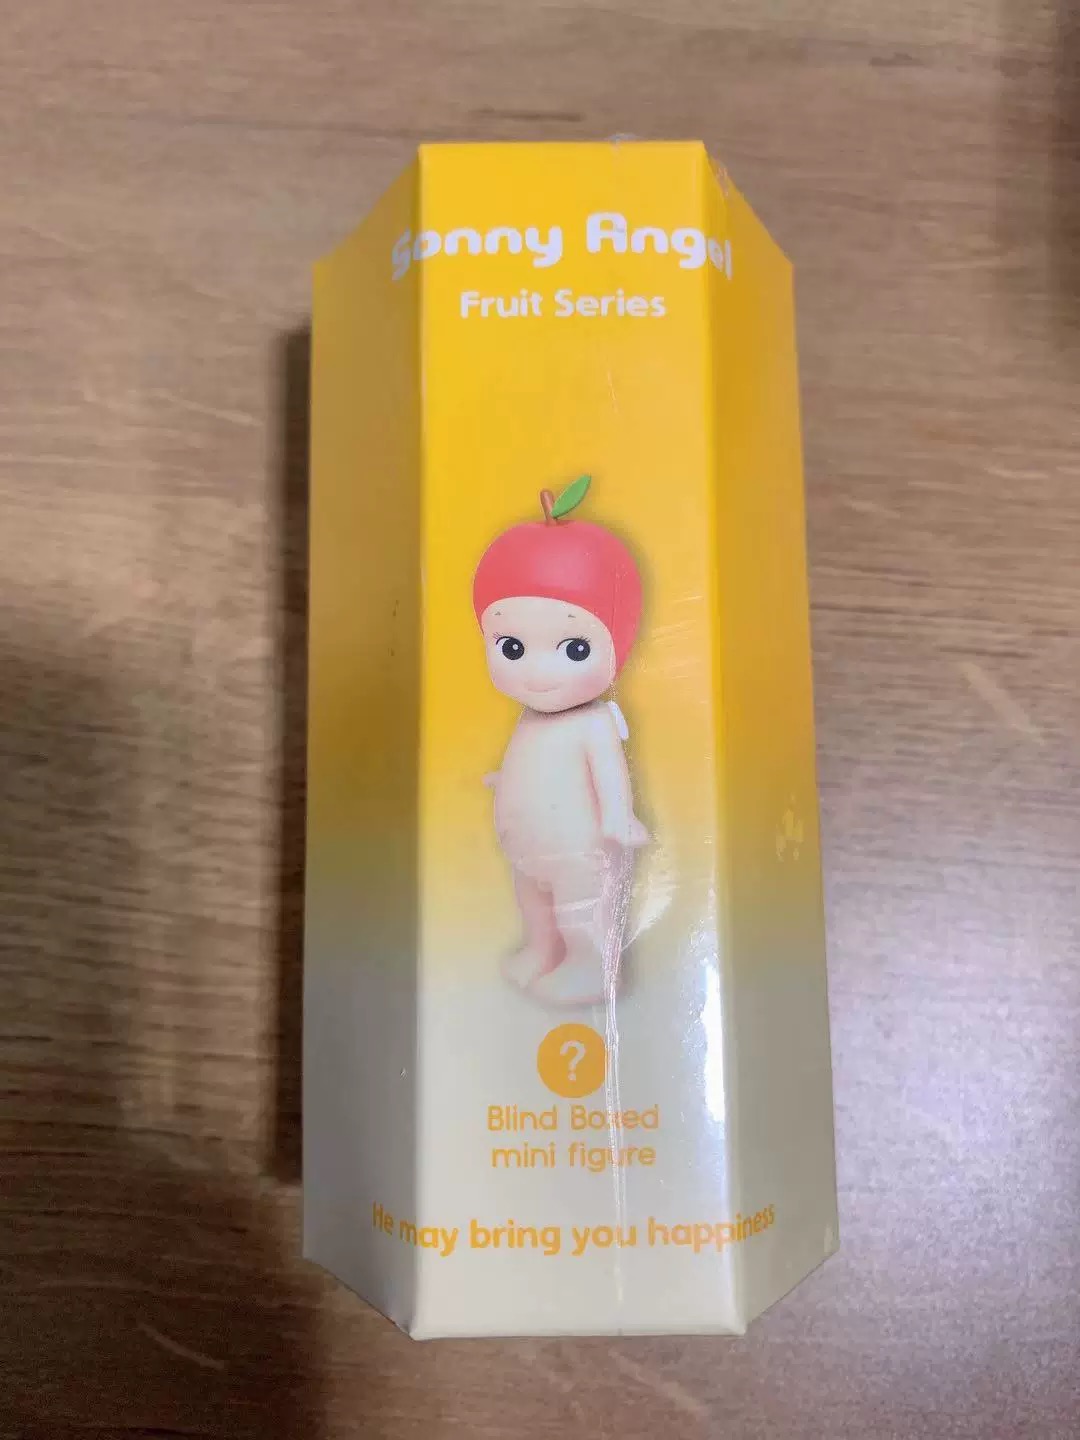 Sonny Angel
Fruit Series
?
Blind Boxed
mini figure
He may bring you happiness